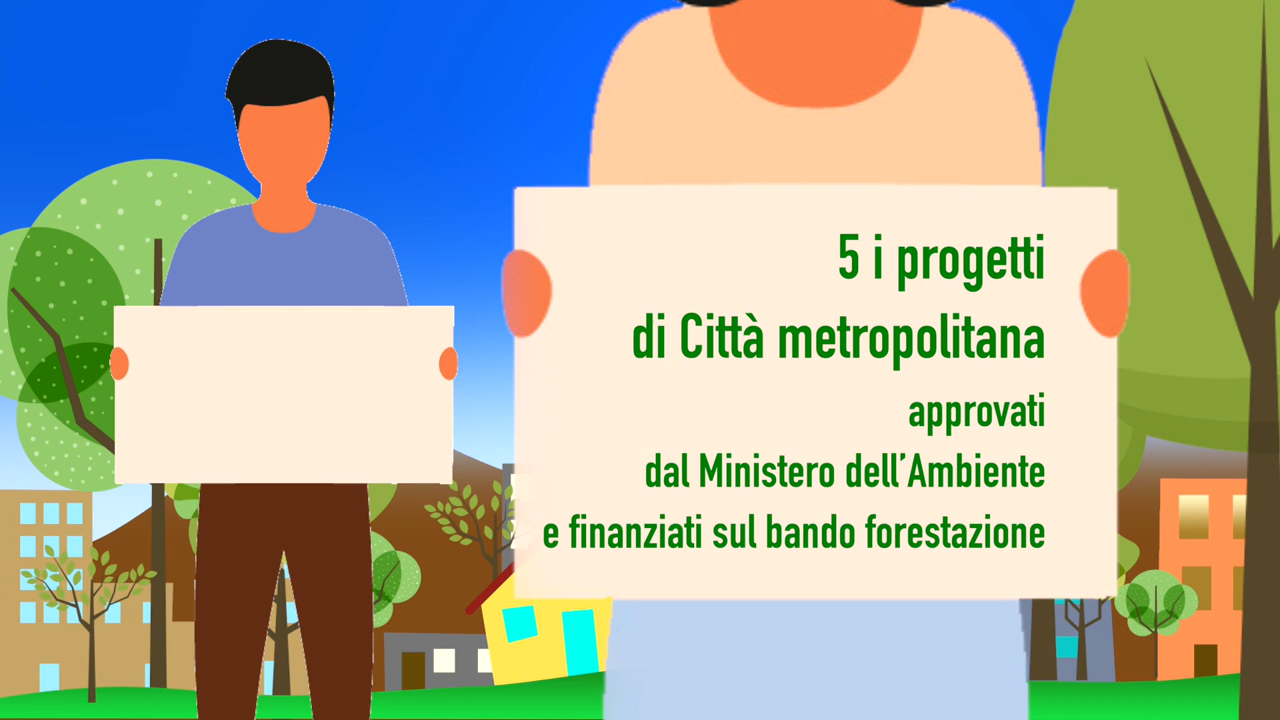 5 i progetti
di Città metropolitana
approvati
dal Ministero dell’Ambiente
e finanziati sul bando forestazione